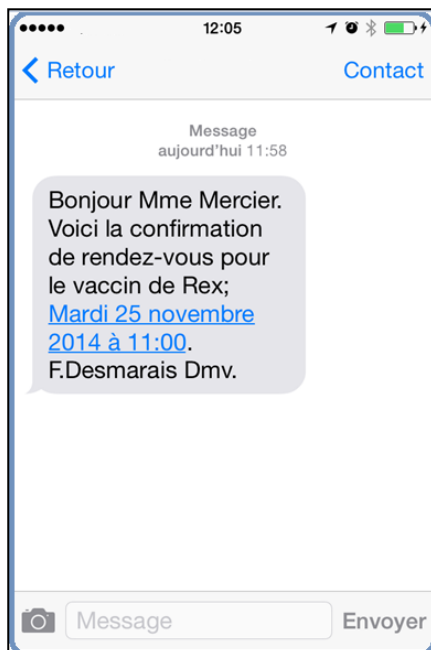 12:05
Retour
Contact
Message
aujourd'hui 11:58
Bonjour Mme Mercier.
Voici la confirmation
de rendez-vous pour
le vaccin de Rex;
Mardi 25 novembre
2014 à 11:00.
F.Desmarais Dmv.
Message
Envoyer